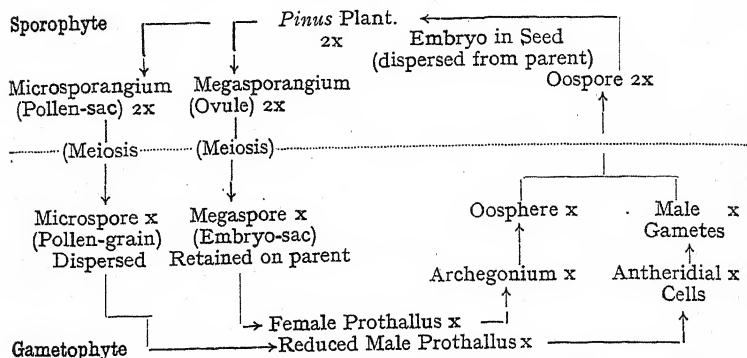 Sporophyte
Pinus Plant.
2x
Embryo in Seed
(dispersed from parent)
Oospore 2x
Microsporangium
(Pollen-sac) 2x
Megasporangium
(Ovule) 2x
(Meiosis
(Meiosis)
Microspore x
(Pollen-grain)
Dispersed
Megaspore x
(Embryo-sac)
Retained on parent
Oosphere x
Male x
Gametes
Archegonium x
Antheridial x
Cells
Female Prothallus x
Gametophyte
Reduced Male Prothallus x